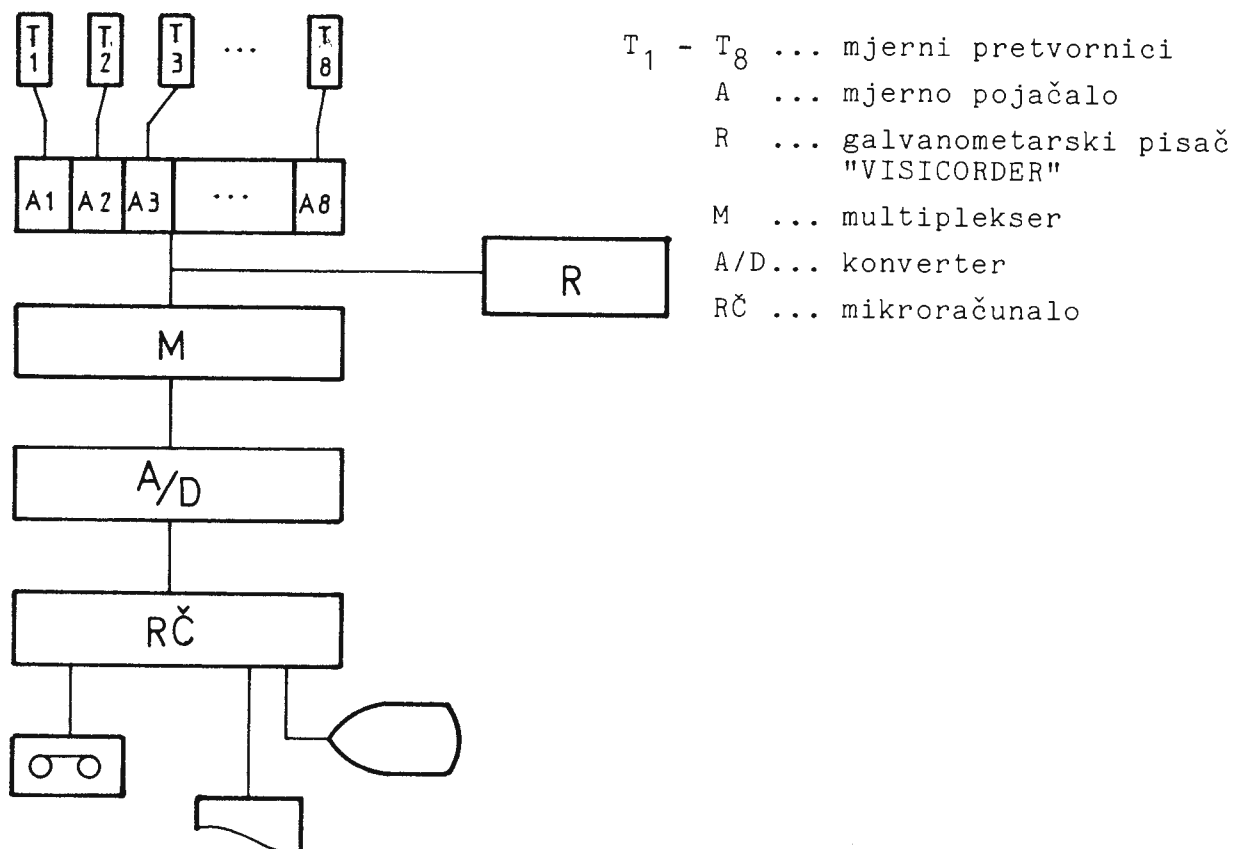 T1 T2 T3 ... T8
A1 A2 A3 ... A8
R
M
A/D
RČ
T1 - T8 ... mjerni pretvornici
A ... mjerno pojačalo
R ... galvanometarski pisač
"VISICORDER"
M ... multiplekser
A/D... konverter
RČ ... mikroračunalo